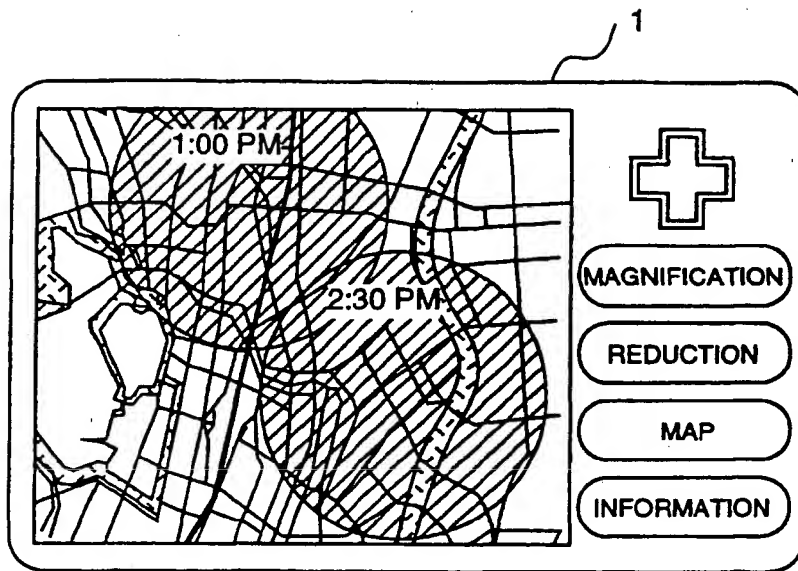 1
1:00 PM
2:30 PM
MAGNIFICATION
REDUCTION
MAP
INFORMATION